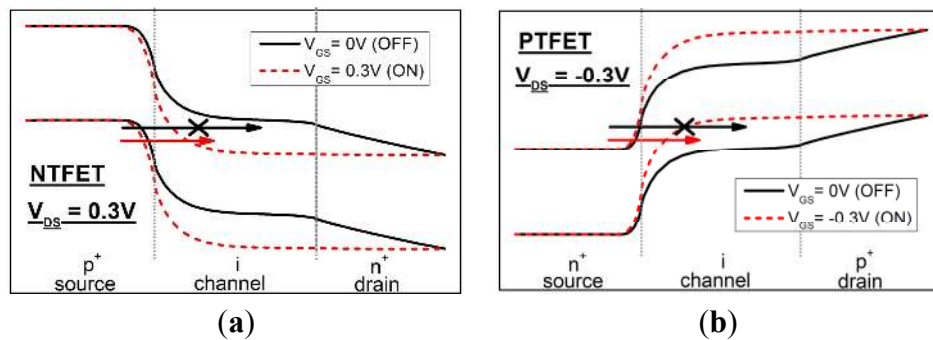 V_GS = 0V (OFF)
V_GS = 0.3V (ON)
NTFET
V_DS = 0.3V
p+ i n+
source channel drain
(a)
PTFET
V_DS = -0.3V
V_GS = 0V (OFF)
V_GS = -0.3V (ON)
n+ i p+
source channel drain
(b)